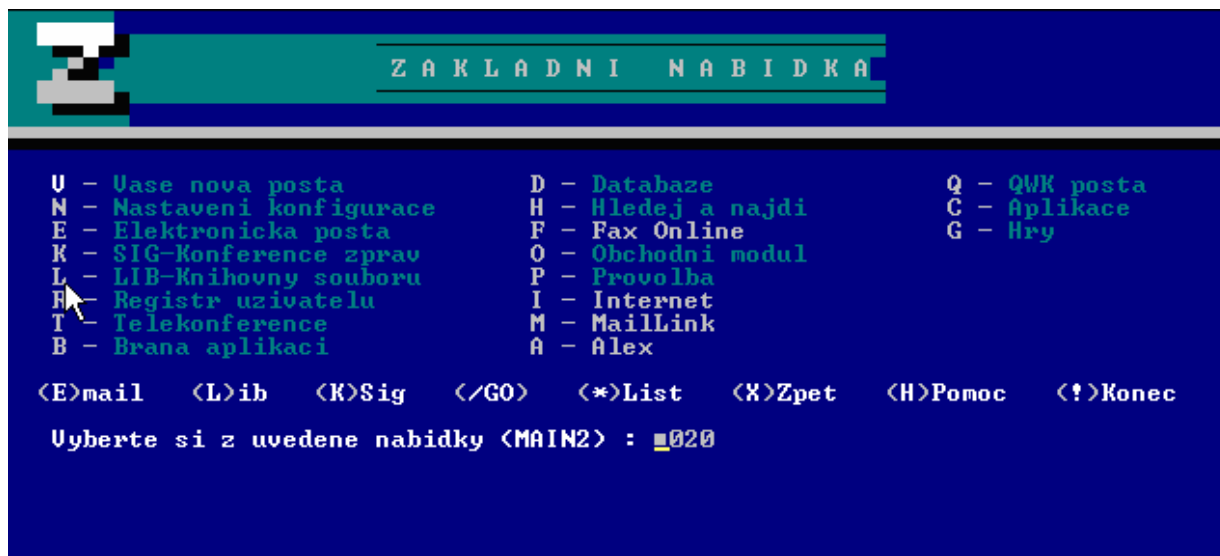 Z A K L A D N I   N A B I D K A
V - Vase nova posta   D - Databaze   Q - QWK posta
N - Nastaveni konfigurace   H - Hledej a najdi   C - Aplikace
E - Elektronicka posta   F - Fax Online   G - Hry
K - SIG-Konference zprav   O - Obchodni modul
L - LIB-Knihovny souboru   P - Provolba
R - Registr uzivatelu   I - Internet
T - Telekonference   M - MailLink
B - Brana aplikaci   A - Alex
(E)mail   (L)ib   (K)Sig   (/GO)   (*)List   (X)Zpet   (H)Pomoc   (!)Konec
Vyberte si z uvedene nabidky (MAIN2) : ■020